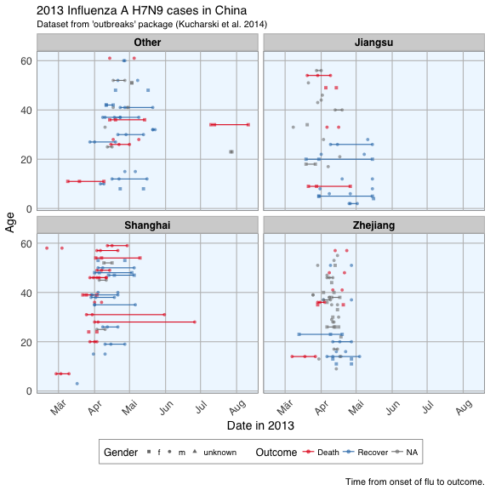 2013 Influenza A H7N9 cases in China
Dataset from 'outbreaks' package (Kucharski et al. 2014)
Other
Jiangsu
60
40
20
0
Shanghai
Zhejiang
60
40
20
0
Age
Mär
Apr
Mai
Jun
Jul
Aug
Mär
Apr
Mai
Jun
Jul
Aug
Date in 2013
Gender f m unknown Outcome Death Recover NA
Time from onset of flu to outcome.